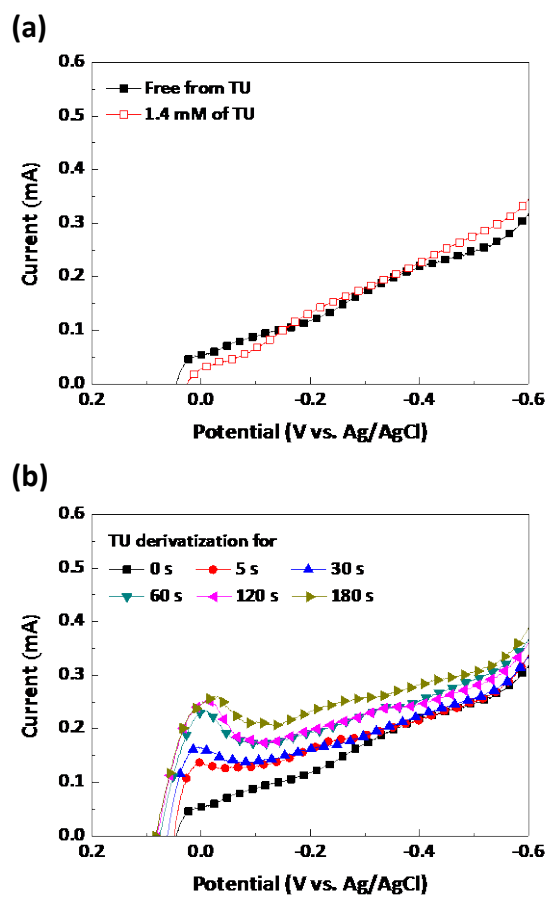 (a)
0.6
0.5
0.4
0.3
0.2
0.1
0.0
Current (mA)
Free from TU
1.4 mM of TU
0.2 0.0 -0.2 -0.4 -0.6
Potential (V vs. Ag/AgCl)
(b)
0.6
0.5
0.4
0.3
0.2
0.1
0.0
Current (mA)
TU derivatization for
0 s 5 s 30 s
60 s 120 s 180 s
0.2 0.0 -0.2 -0.4 -0.6
Potential (V vs. Ag/AgCl)